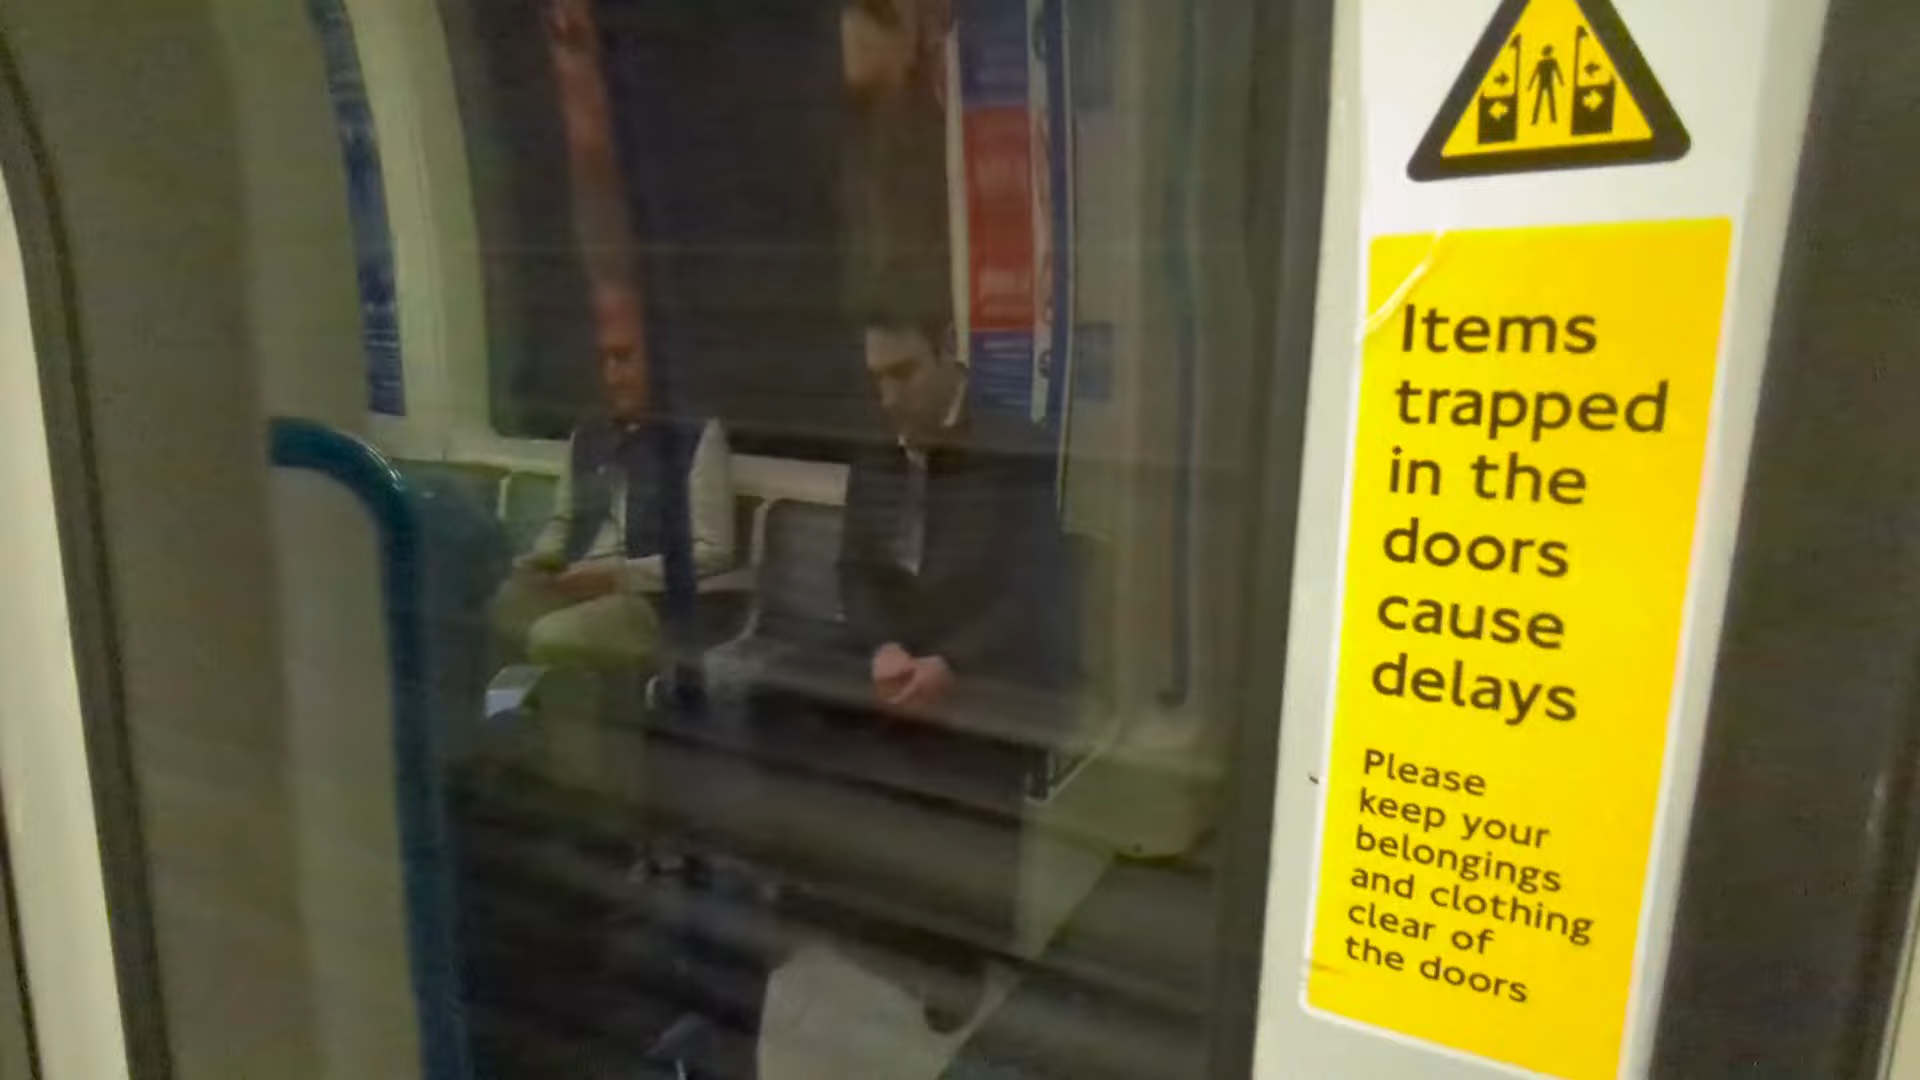 Items
trapped
in the
doors
cause
delays
Please
keep your
belongings
and clothing
clear of
the doors